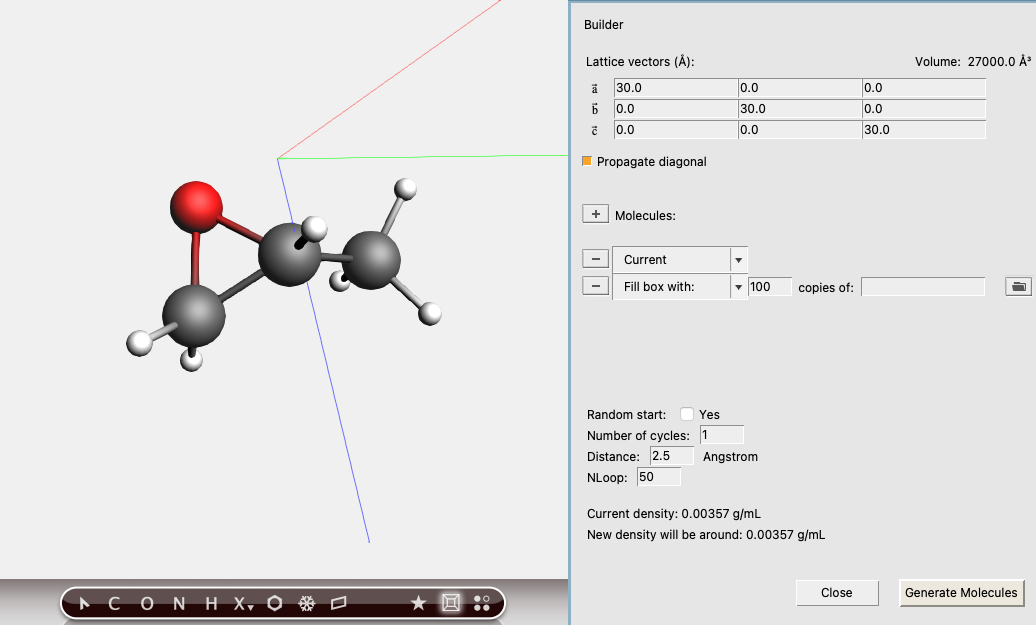 Builder
Lattice vectors (Å):
Volume: 27000.0 Å³
a⃗ 30.0 0.0 0.0
b⃗ 0.0 30.0 0.0
c⃗ 0.0 0.0 30.0
Propagate diagonal
+ Molecules:
− Current
− Fill box with: 100 copies of:
Random start: Yes
Number of cycles: 1
Distance: 2.5 Angstrom
NLoop: 50
Current density: 0.00357 g/mL
New density will be around: 0.00357 g/mL
Close Generate Molecules
C O N H X